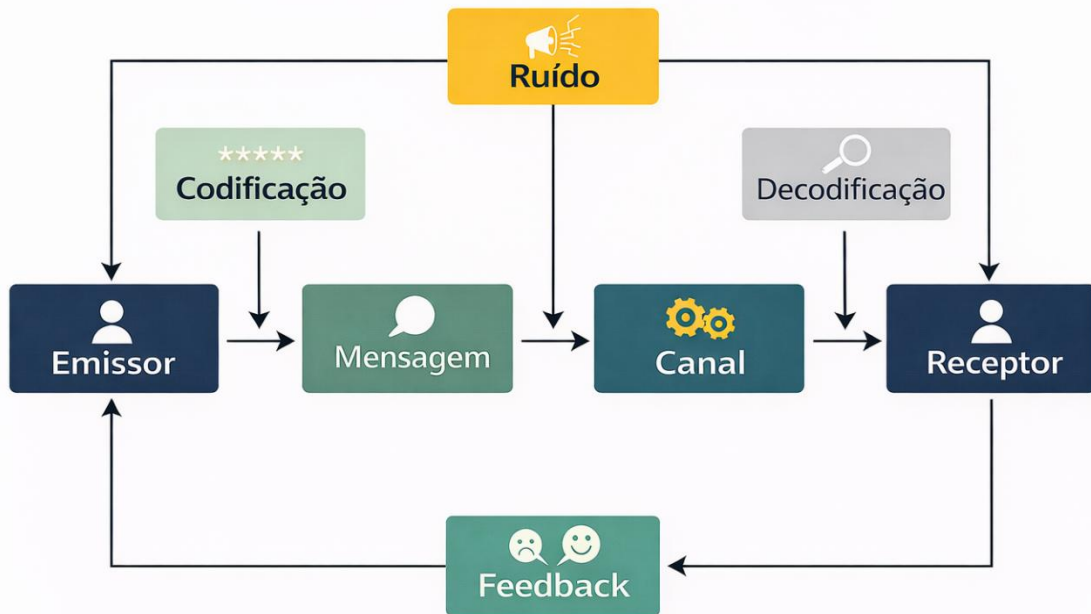 Ruído
*****
Codificação
Decodificação
Emissor
Mensagem
Canal
Receptor
Feedback